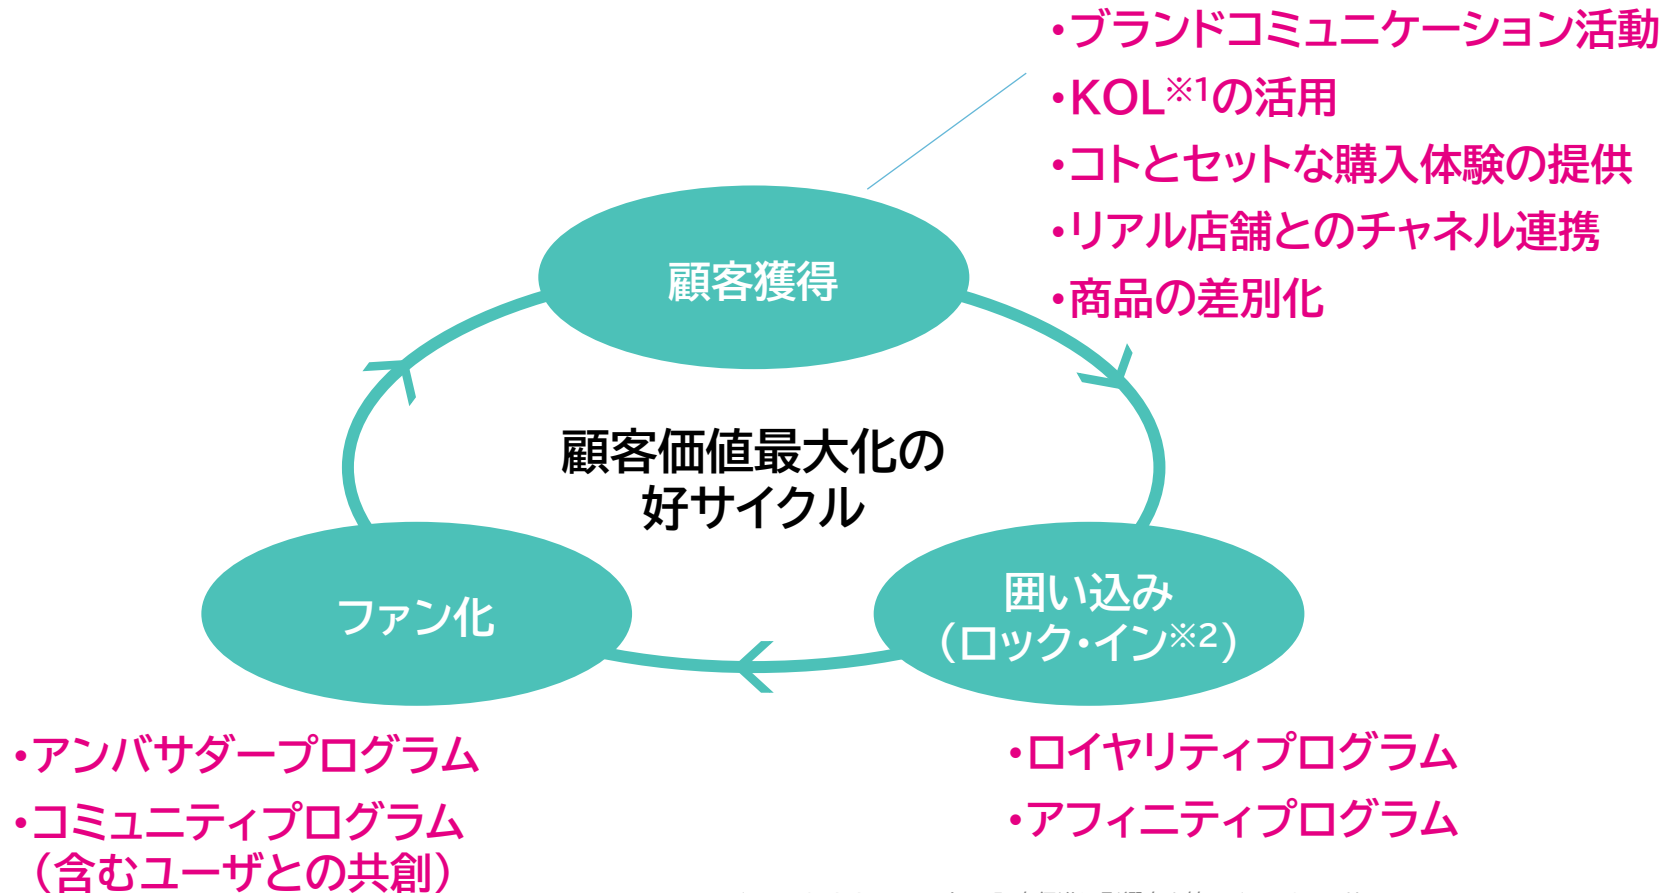 ・ブランドコミュニケーション活動
・KOL※1の活用
・コトとセットな購入体験の提供
・リアル店舗とのチャネル連携
・商品の差別化
顧客獲得
顧客価値最大化の
好サイクル
ファン化
囲い込み
(ロック・イン※2)
・アンバサダープログラム
・コミュニティプログラム
(含むユーザとの共創)
・ロイヤリティプログラム
・アフィニティプログラム